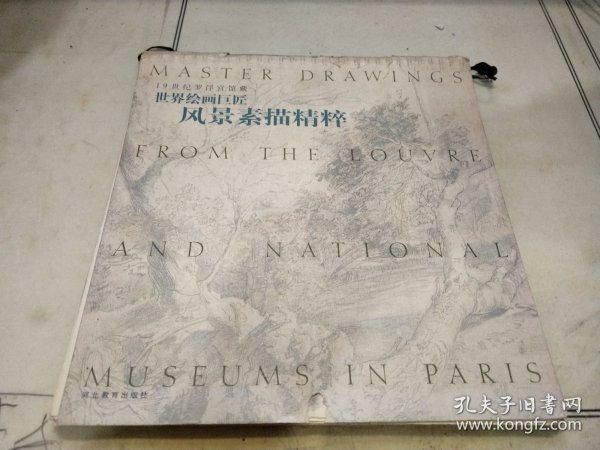 MASTER DRAWINGS
19世纪罗浮宫馆藏
世界绘画巨匠
风景素描精粹
FROM THE LOUVRE
AND NATIONAL
MUSEUMS IN PARIS
河北教育出版社
孔夫子旧书网
www.kongfz.com